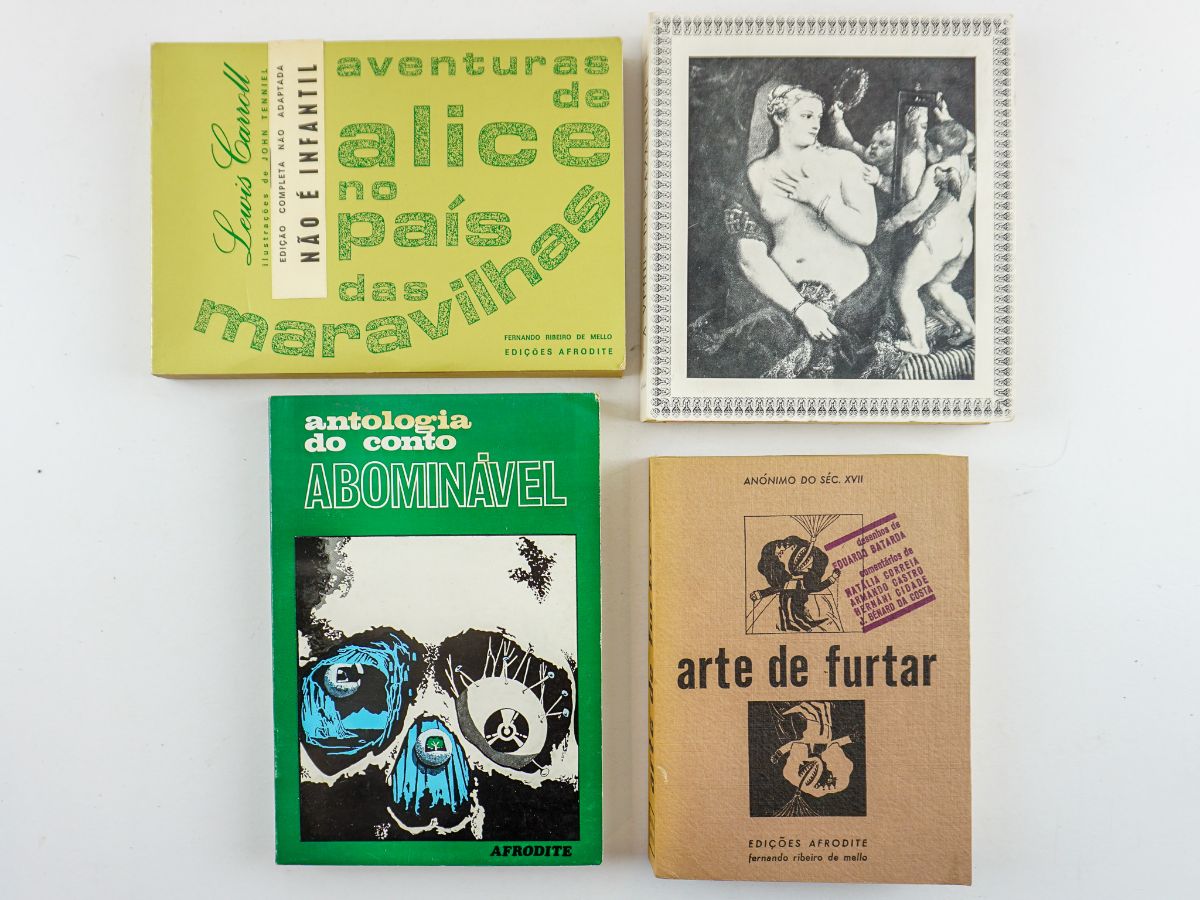 Lewis Carroll
ilustrações de JOHN TENNIEL
EDIÇÃO COMPLETA NÃO ADAPTADA
NÃO É INFANTIL
aventuras
de
alice
no
país
das
maravilhas
FERNANDO RIBEIRO DE MELLO
EDIÇÕES AFRODITE
antologia
do conto
ABOMINÁVEL
AFRODITE
ANÓNIMO DO SÉC. XVII
desenhos de
EDUARDO BATARDA
comentários de
NATÁLIA CORREIA
ARMANDO CASTRO
HERNÂNI CIDADE
J. BÉNARD DA COSTA
arte de furtar
EDIÇÕES AFRODITE
fernando ribeiro de mello